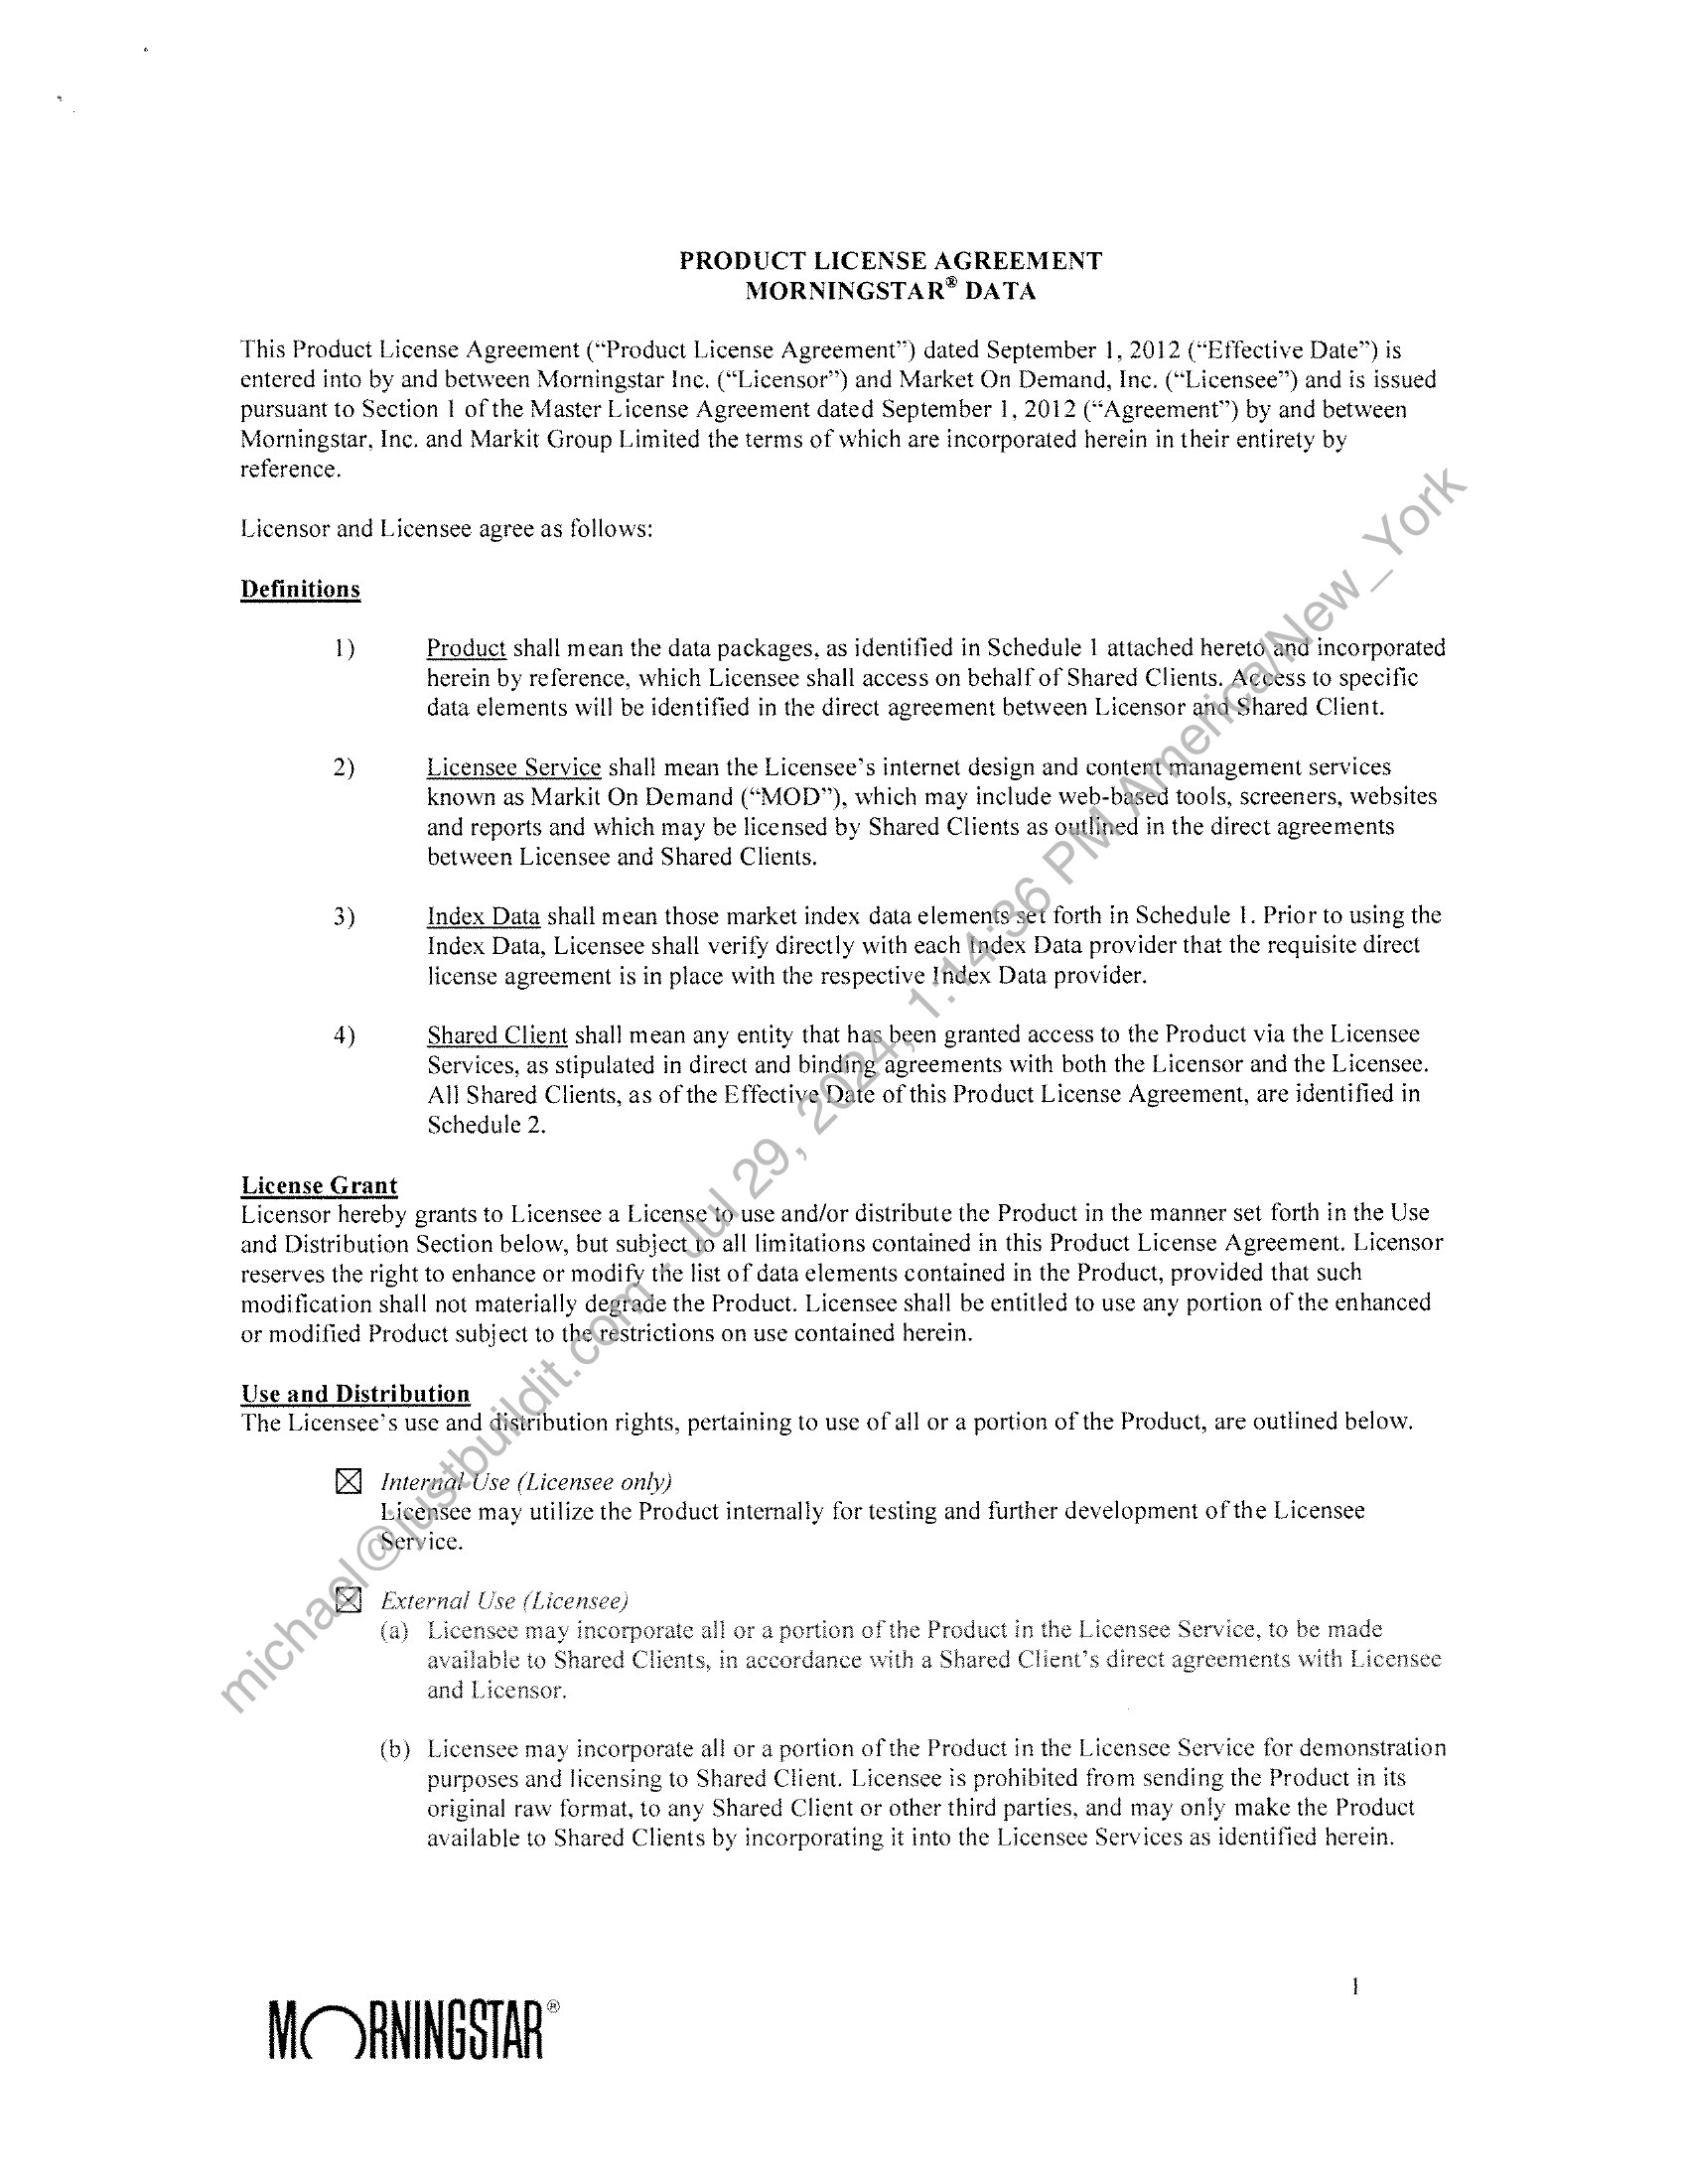 PRODUCT LICENSE AGREEMENT
MORNINGSTAR® DATA
This Product License Agreement (“Product License Agreement”) dated September 1, 2012 (“Effective Date”) is
entered into by and between Morningstar Inc. (“Licensor”) and Market On Demand, Inc. (“Licensee”) and is issued
pursuant to Section 1 of the Master License Agreement dated September 1, 2012 (“Agreement”) by and between
Morningstar, Inc. and Markit Group Limited the terms of which are incorporated herein in their entirety by
reference.
Licensor and Licensee agree as follows:
Definitions
1) Product shall mean the data packages, as identified in Schedule 1 attached hereto and incorporated
herein by reference, which Licensee shall access on behalf of Shared Clients. Access to specific
data elements will be identified in the direct agreement between Licensor and Shared Client.
2) Licensee Service shall mean the Licensee’s internet design and content management services
known as Markit On Demand (“MOD”), which may include web-based tools, screeners, websites
and reports and which may be licensed by Shared Clients as outlined in the direct agreements
between Licensee and Shared Clients.
3) Index Data shall mean those market index data elements set forth in Schedule 1. Prior to using the
Index Data, Licensee shall verify directly with each Index Data provider that the requisite direct
license agreement is in place with the respective Index Data provider.
4) Shared Client shall mean any entity that has been granted access to the Product via the Licensee
Services, as stipulated in direct and binding agreements with both the Licensor and the Licensee.
All Shared Clients, as of the Effective Date of this Product License Agreement, are identified in
Schedule 2.
License Grant
Licensor hereby grants to Licensee a License to use and/or distribute the Product in the manner set forth in the Use
and Distribution Section below, but subject to all limitations contained in this Product License Agreement. Licensor
reserves the right to enhance or modify the list of data elements contained in the Product, provided that such
modification shall not materially degrade the Product. Licensee shall be entitled to use any portion of the enhanced
or modified Product subject to the restrictions on use contained herein.
Use and Distribution
The Licensee’s use and distribution rights, pertaining to use of all or a portion of the Product, are outlined below.
☒ Internal Use (Licensee only)
Licensee may utilize the Product internally for testing and further development of the Licensee
Service.
☒ External Use (Licensee)
(a) Licensee may incorporate all or a portion of the Product in the Licensee Service, to be made
available to Shared Clients, in accordance with a Shared Client’s direct agreements with Licensee
and Licensor.
(b) Licensee may incorporate all or a portion of the Product in the Licensee Service for demonstration
purposes and licensing to Shared Client. Licensee is prohibited from sending the Product in its
original raw format, to any Shared Client or other third parties, and may only make the Product
available to Shared Clients by incorporating it into the Licensee Services as identified herein.
1
MORNINGSTAR®
michael@justbuildit.com - Jul 29, 2024, 1:14:36 PM America/New_York